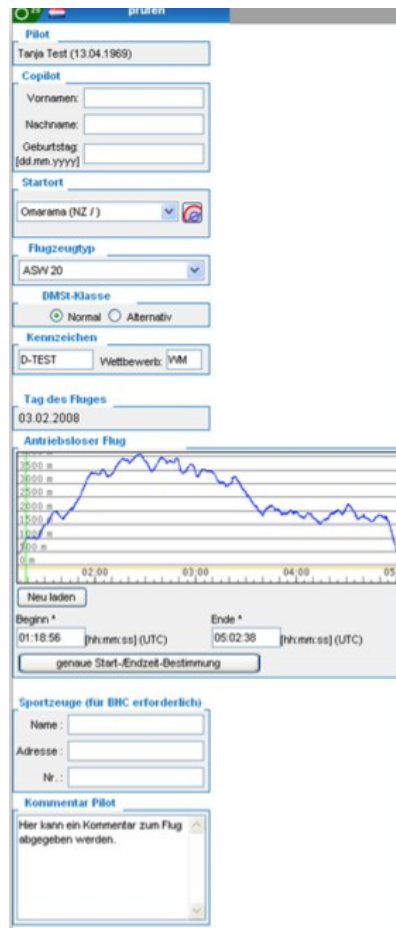 prüfen
Pilot
Tanja Test (13.04.1969)
Copilot
Vornamen:
Nachname:
Geburtstag:
[dd.mm.yyyy]
Startort
Omarama (NZ / )
Flugzeugtyp
ASW 20
DMSt-Klasse
Normal Alternativ
Kennzeichen
D-TEST Wettbewerb: WM
Tag des Fluges
03.02.2008
Antriebsloser Flug
3500 m
3000 m
2500 m
2000 m
1500 m
1000 m
500 m
0 m
02:00 03:00 04:00 05
Neu laden
Beginn * Ende *
01:18:56 [hh:mm:ss] (UTC) 05:02:38 [hh:mm:ss] (UTC)
genaue Start-/Endzeit-Bestimmung
Sportzeuge (für BHC erforderlich)
Name :
Adresse :
Nr. :
Kommentar Pilot
Hier kann ein Kommentar zum Flug
abgegeben werden.